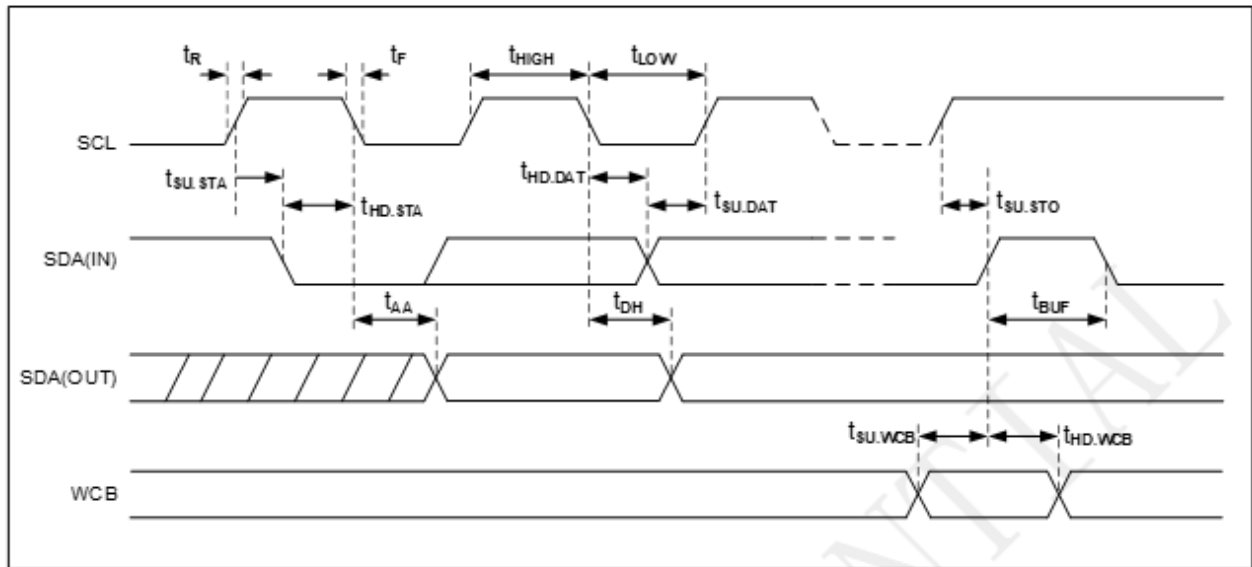 tR tF tHIGH tLOW
SCL
tSU.STA tHD.STA tHD.DAT tSU.DAT tSU.STO
SDA(IN)
tAA tDH tBUF
SDA(OUT)
tSU.WCB tHD.WCB
WCB
NTIAL